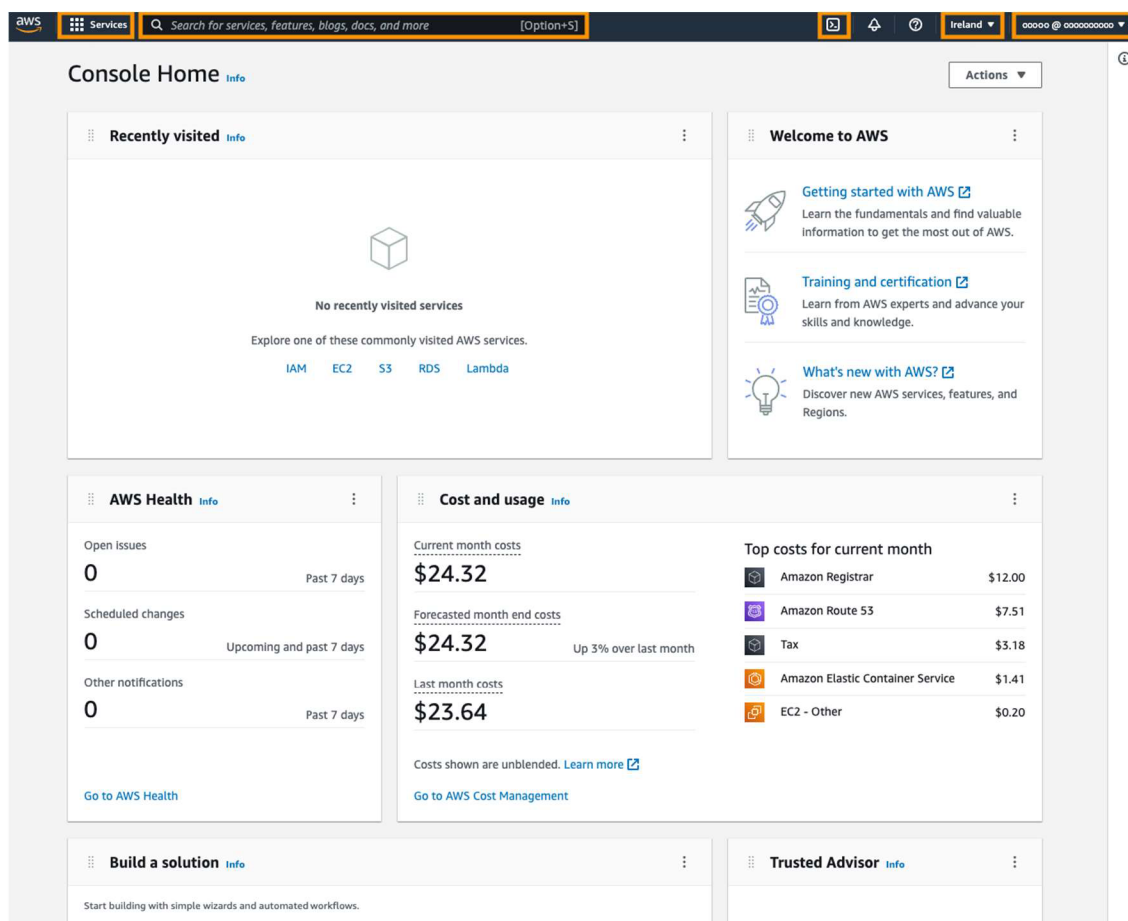 aws
Services
Search for services, features, blogs, docs, and more [Option+S]
Ireland ▼
ooooo @ oooooooooo ▼
Console Home Info
Actions ▼
Recently visited Info
No recently visited services
Explore one of these commonly visited AWS services.
IAM EC2 S3 RDS Lambda
Welcome to AWS
Getting started with AWS
Learn the fundamentals and find valuable
information to get the most out of AWS.
Training and certification
Learn from AWS experts and advance your
skills and knowledge.
What's new with AWS?
Discover new AWS services, features, and
Regions.
AWS Health Info
Open issues
0 Past 7 days
Scheduled changes
0 Upcoming and past 7 days
Other notifications
0 Past 7 days
Go to AWS Health
Cost and usage Info
Current month costs
$24.32
Forecasted month end costs
$24.32 Up 3% over last month
Last month costs
$23.64
Costs shown are unblended. Learn more
Go to AWS Cost Management
Top costs for current month
Amazon Registrar $12.00
Amazon Route 53 $7.51
Tax $3.18
Amazon Elastic Container Service $1.41
EC2 - Other $0.20
Build a solution Info
Start building with simple wizards and automated workflows.
Trusted Advisor Info